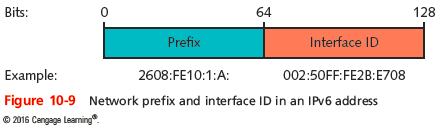 Bits: 0 64 128
Prefix Interface ID
Example: 2608:FE10:1:A: 002:50FF:FE2B:E708
Figure 10-9 Network prefix and interface ID in an IPv6 address
© 2016 Cengage Learning®.